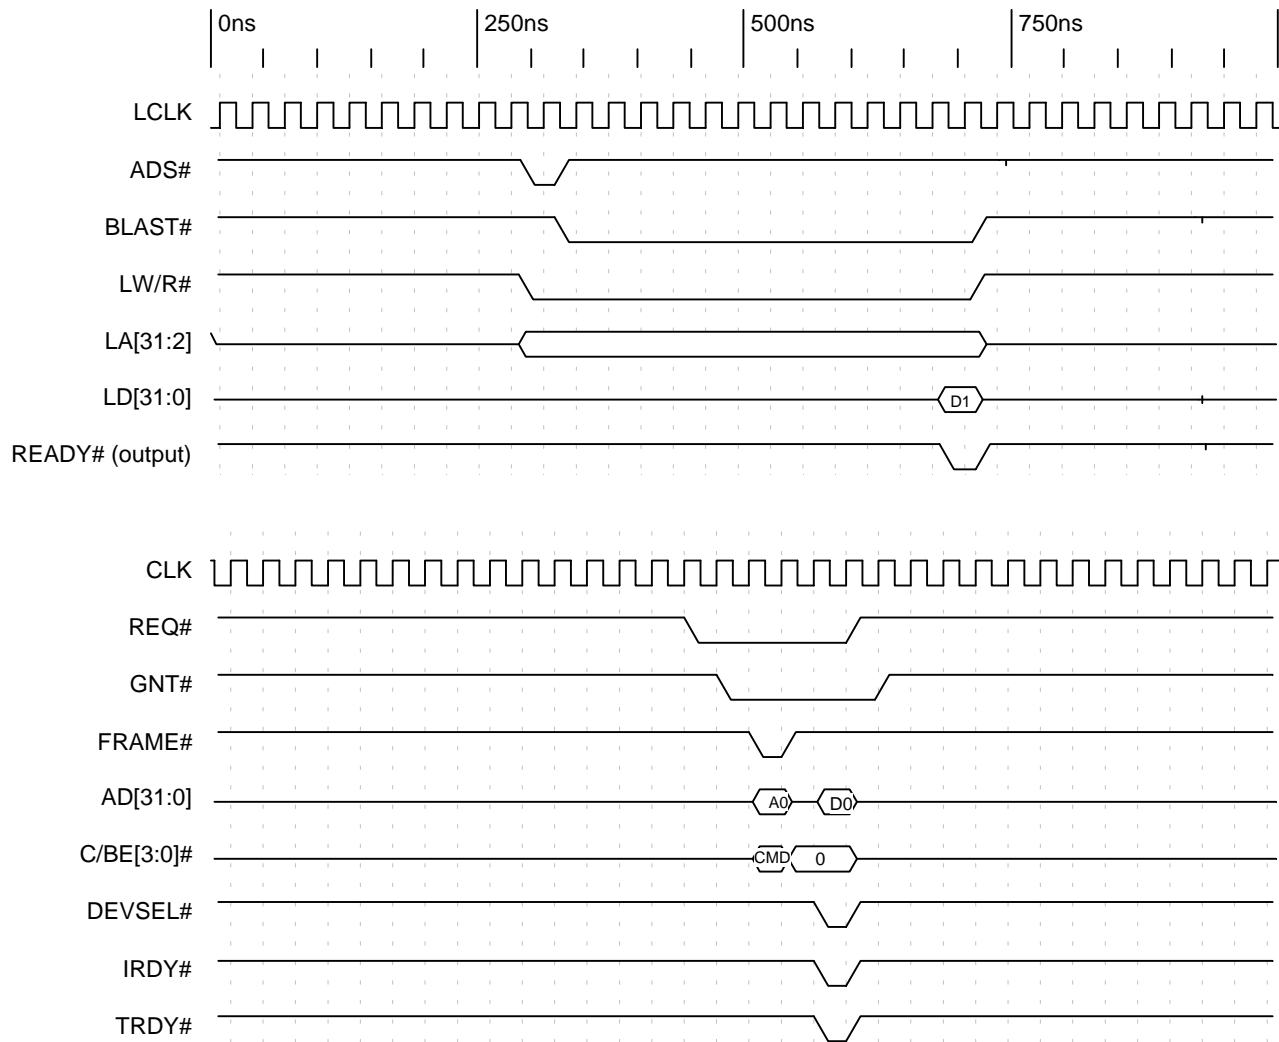 0ns 250ns 500ns 750ns
LCLK
ADS#
BLAST#
LW/R#
LA[31:2]
LD[31:0] D1
READY# (output)
CLK
REQ#
GNT#
FRAME#
AD[31:0] A0 D0
C/BE[3:0]# CMD 0
DEVSEL#
IRDY#
TRDY#